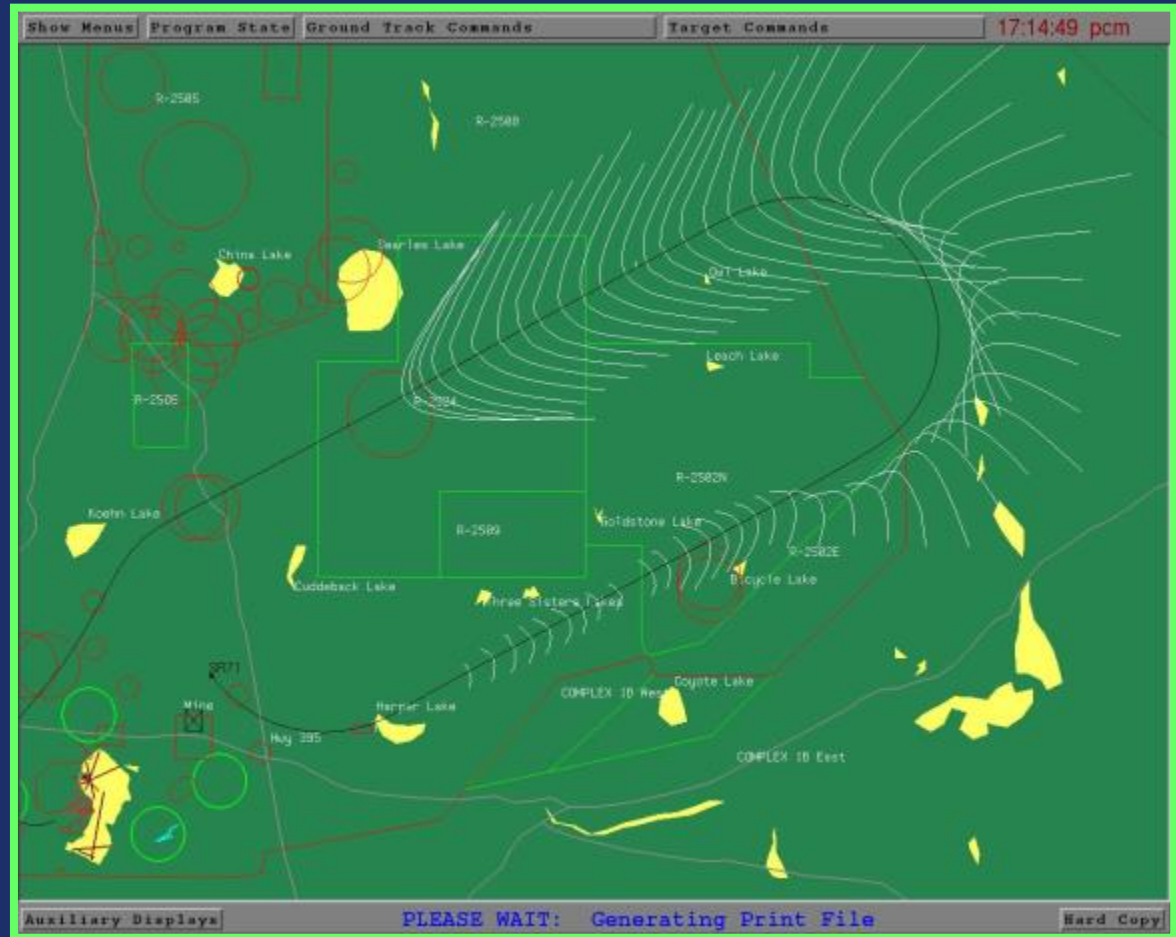 Show Menus
Program State
Ground Track Commands
Target Commands
17:14:49 pcm
R-2505
R-2508
China Lake
Searles Lake
Owl Lake
Leach Lake
R-2506
R-2524
R-2502N
Koehn Lake
Goldstone Lake
R-2509
R-2502E
Bicycle Lake
Cuddeback Lake
Three Sisters Lakes
SR71
Coyote Lake
COMPLEX 1B West
Mine
Harper Lake
Hwy 395
COMPLEX 1B East
Auxiliary Displays
PLEASE WAIT: Generating Print File
Hard Copy